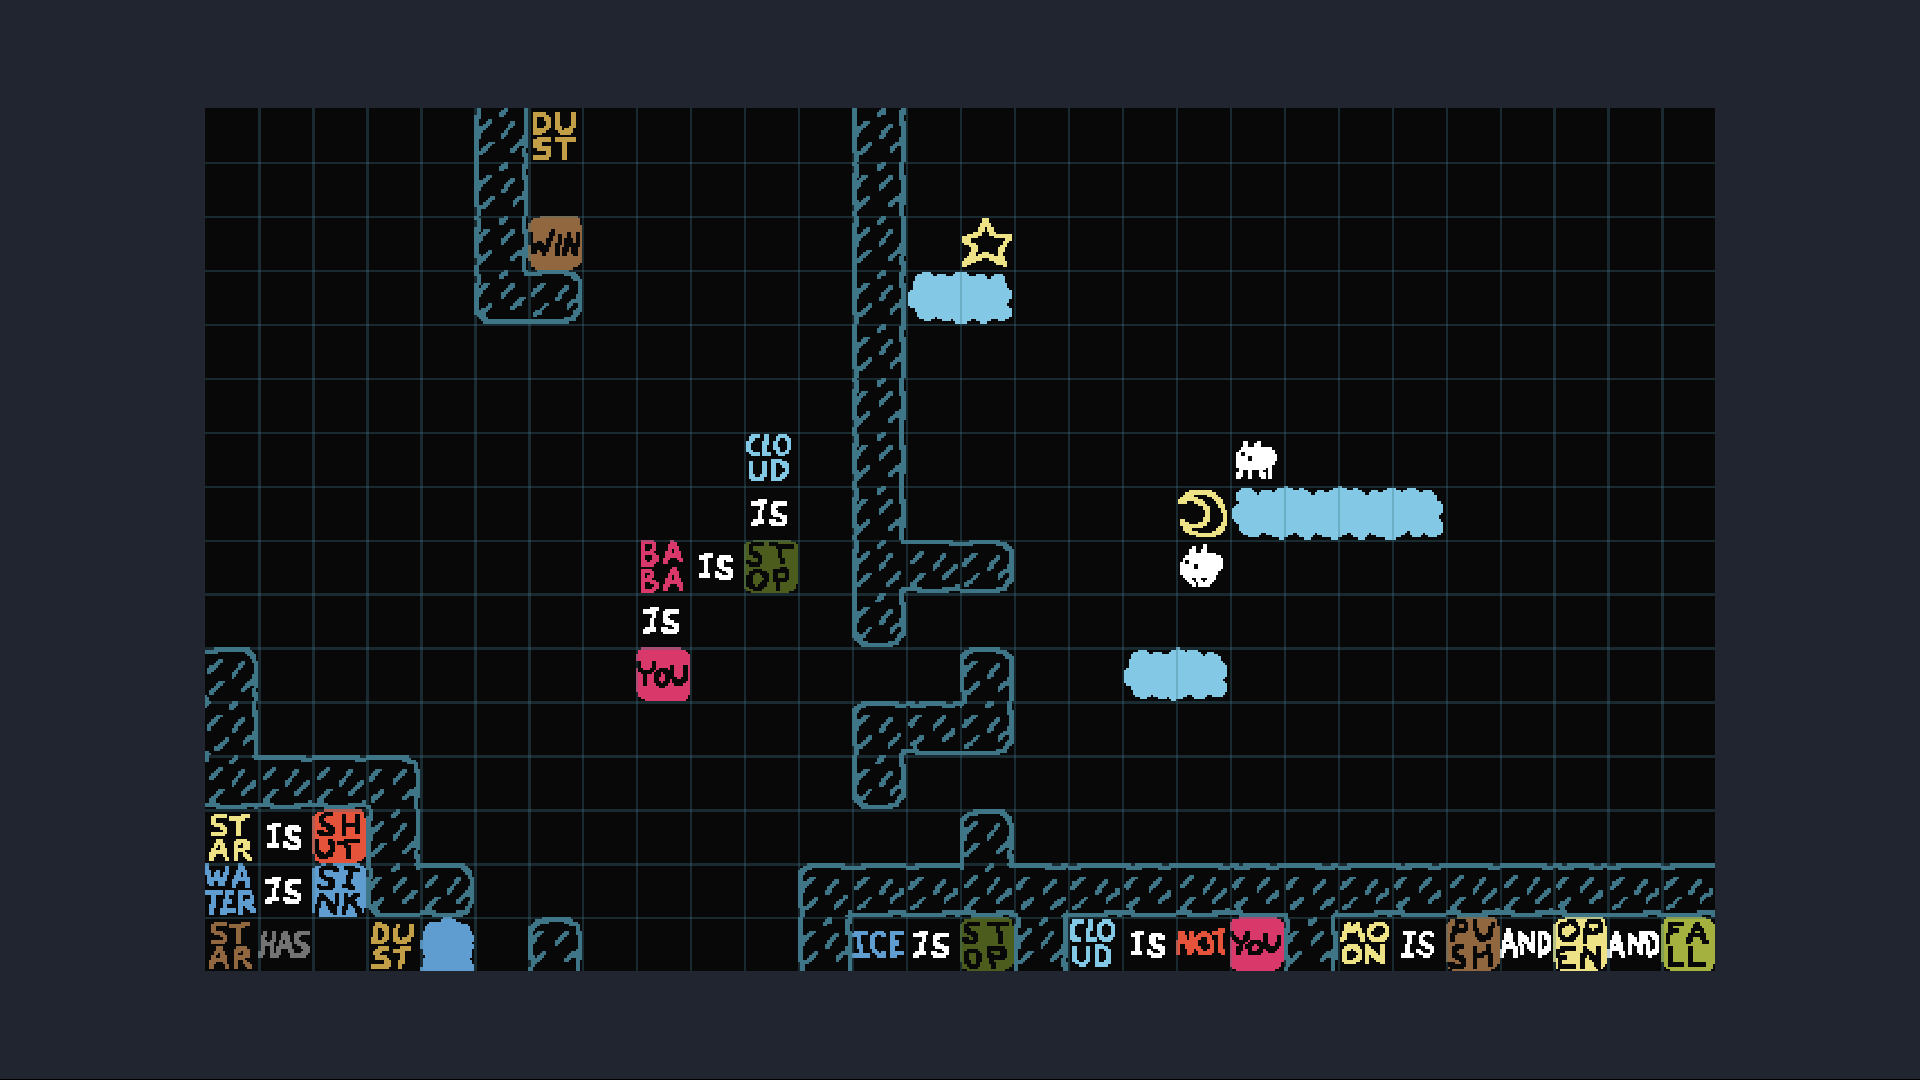 DUST
WIN
CLOUD
IS
BABA IS STOP
IS
YOU
STAR IS SHUT
WATER IS SINK
STAR HAS DUST ICE IS STOP CLOUD IS NOT YOU MOON IS PUSH AND OPEN AND FALL